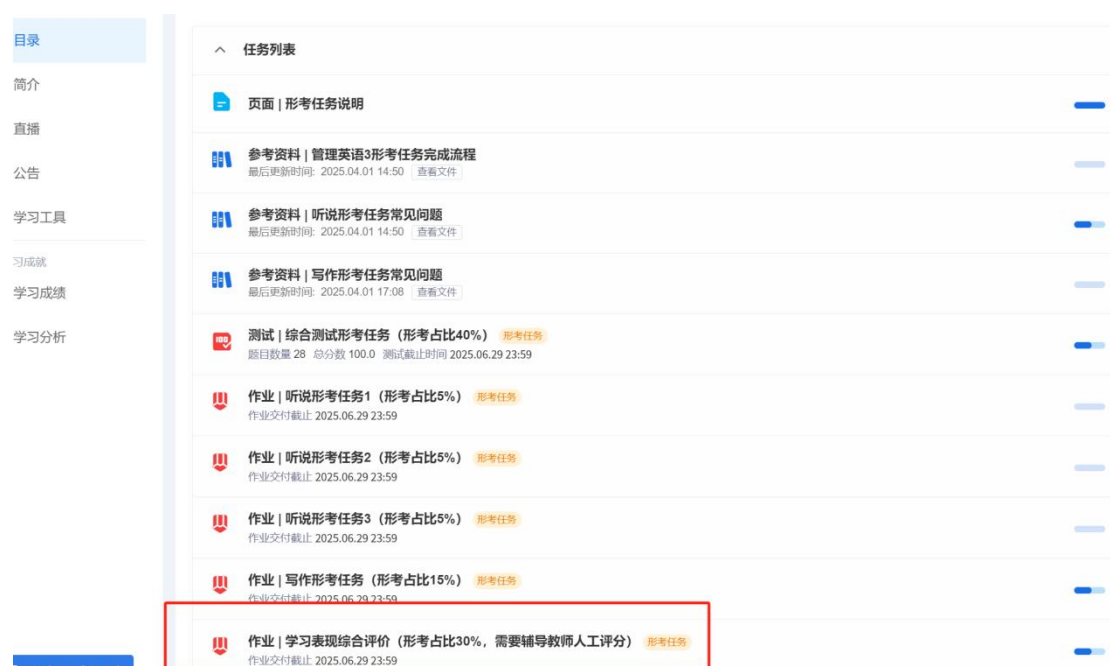 目录
简介
直播
公告
学习工具
习成就
学习成绩
学习分析
任务列表
页面 | 形考任务说明
参考资料 | 管理英语3形考任务完成流程
最后更新时间: 2025.04.01 14:50 查看文件
参考资料 | 听说形考任务常见问题
最后更新时间: 2025.04.01 14:50 查看文件
参考资料 | 写作形考任务常见问题
最后更新时间: 2025.04.01 17:08 查看文件
测试 | 综合测试形考任务（形考占比40%） 形考任务
题目数量 28 总分数 100.0 测试截止时间 2025.06.29 23:59
作业 | 听说形考任务1（形考占比5%） 形考任务
作业交付截止 2025.06.29 23:59
作业 | 听说形考任务2（形考占比5%） 形考任务
作业交付截止 2025.06.29 23:59
作业 | 听说形考任务3（形考占比5%） 形考任务
作业交付截止 2025.06.29 23:59
作业 | 写作形考任务（形考占比15%） 形考任务
作业交付截止 2025.06.29 23:59
作业 | 学习表现综合评价（形考占比30%，需要辅导教师人工评分） 形考任务
作业交付截止 2025.06.29 23:59